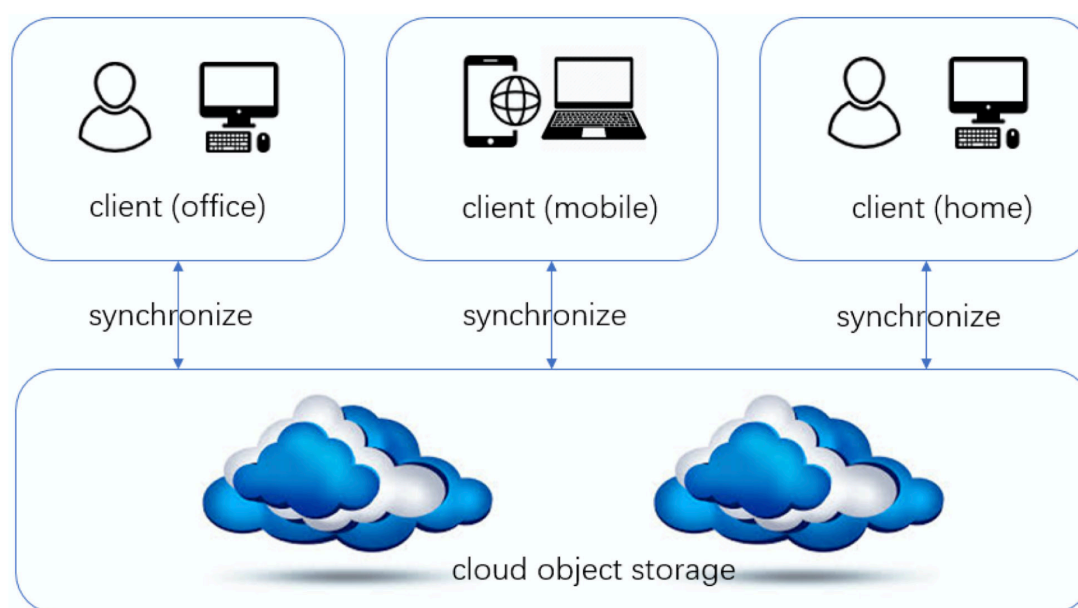 client (office)
client (mobile)
client (home)
synchronize
synchronize
synchronize
cloud object storage